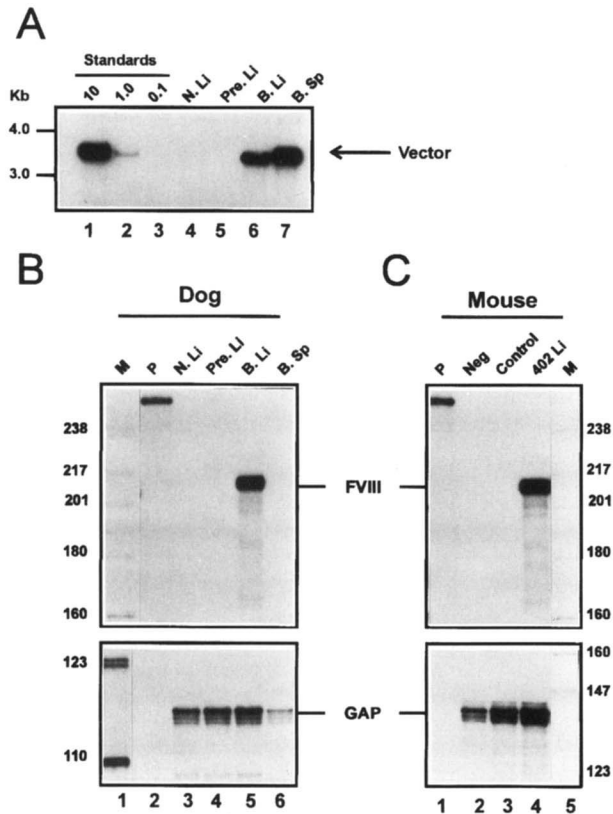 A
Standards
Kb 10 1.0 0.1 N. Li Pre. Li B. Li B. Sp
4.0
Vector
3.0
1 2 3 4 5 6 7
B
Dog
M P N. Li Pre. Li B. Li B. Sp
238
217
201
180
160
FVIII
123
GAP
110
1 2 3 4 5 6
C
Mouse
P Neg Control 402 Li M
238
217
201
180
160
160
147
123
1 2 3 4 5